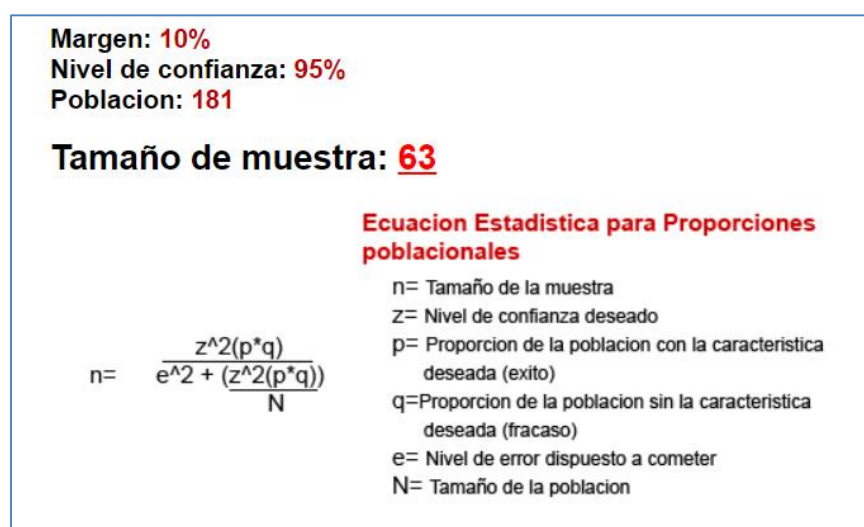 Margen: 10%
Nivel de confianza: 95%
Poblacion: 181
Tamaño de muestra: 63
Ecuacion Estadistica para Proporciones
poblacionales
n= Tamaño de la muestra
z= Nivel de confianza deseado
p= Proporcion de la poblacion con la caracteristica
deseada (exito)
q=Proporcion de la poblacion sin la caracteristica
deseada (fracaso)
e= Nivel de error dispuesto a cometer
N= Tamaño de la poblacion
z^2(p*q)
n= e^2 + (z^2(p*q))
N